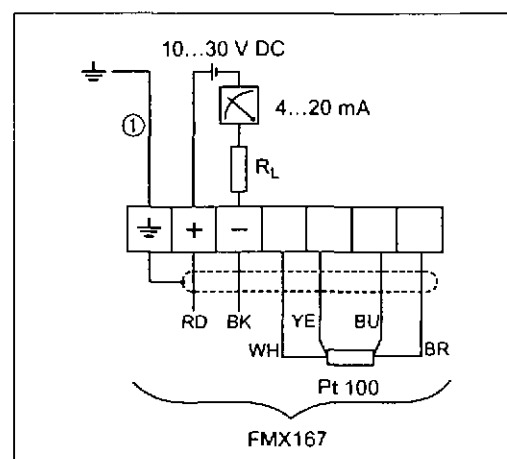 10...30 V DC
4...20 mA
①
R_L
+ −
RD BK YE BU
WH BR
Pt 100
FMX167